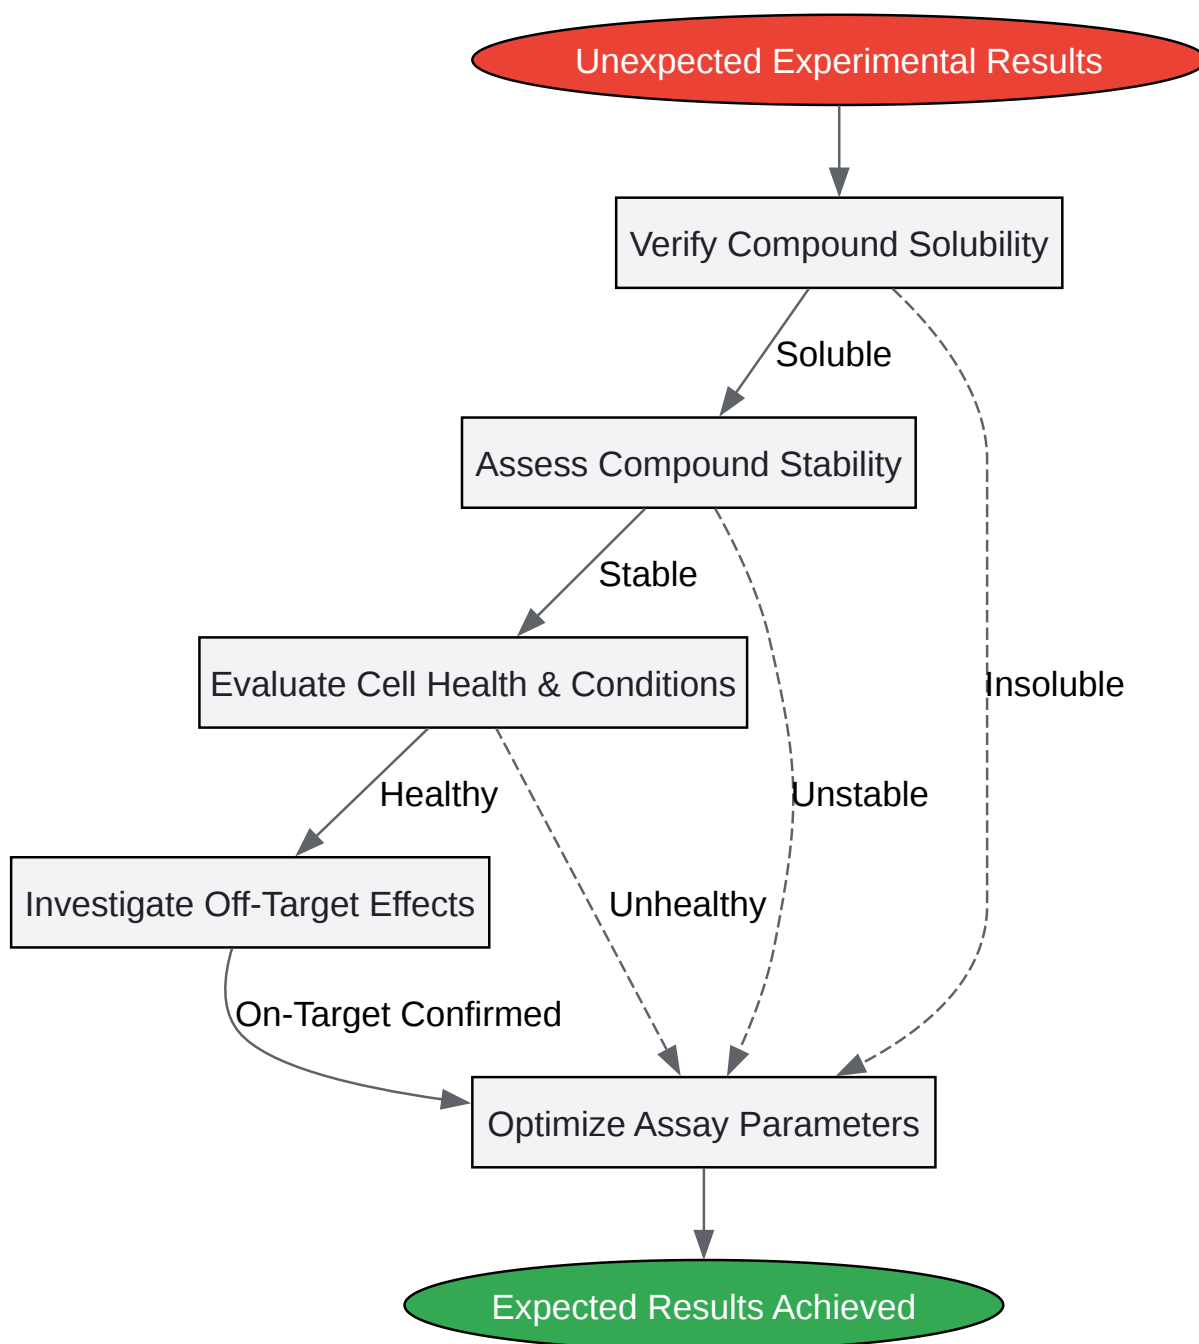 Unexpected Experimental Results
Verify Compound Solubility
Soluble
Assess Compound Stability
Stable
Evaluate Cell Health & Conditions
Insoluble
Healthy
Unstable
Investigate Off-Target Effects
Unhealthy
On-Target Confirmed
Optimize Assay Parameters
Expected Results Achieved